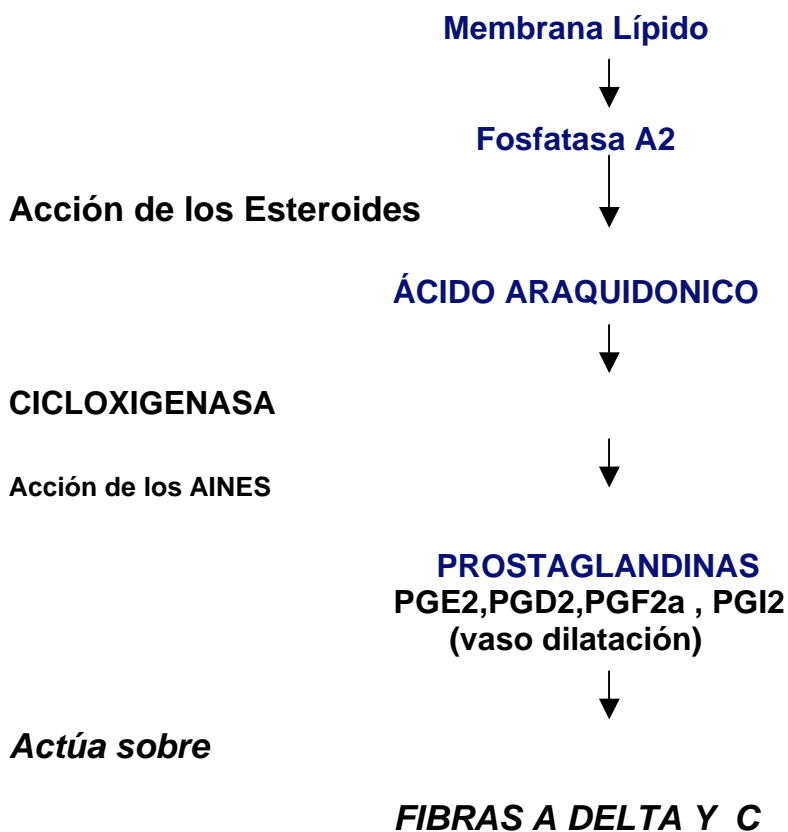 Membrana Lípido
Fosfatasa A2
Acción de los Esteroides
ÁCIDO ARAQUIDONICO
CICLOXIGENASA
Acción de los AINES
PROSTAGLANDINAS
PGE2,PGD2,PGF2a , PGI2
(vaso dilatación)
Actúa sobre
FIBRAS A DELTA Y C